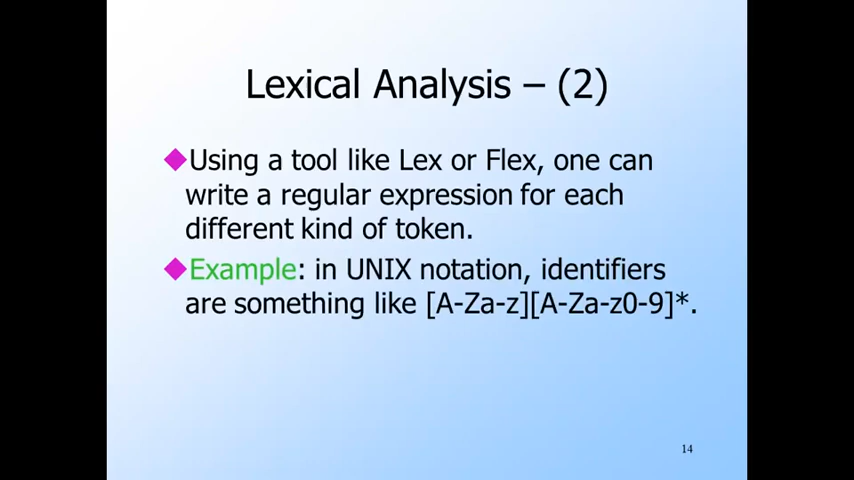 Lexical Analysis – (2)
Using a tool like Lex or Flex, one can
write a regular expression for each
different kind of token.
Example: in UNIX notation, identifiers
are something like [A-Za-z][A-Za-z0-9]*.
14